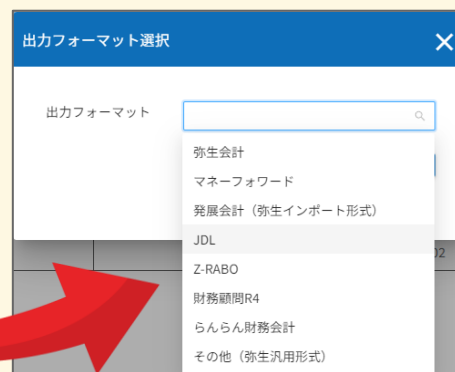 出力フォーマット選択
出力フォーマット
弥生会計
マネーフォワード
発展会計（弥生インポート形式）
JDL
02
Z-RABO
財務顧問R4
らんらん財務会計
その他（弥生汎用形式）